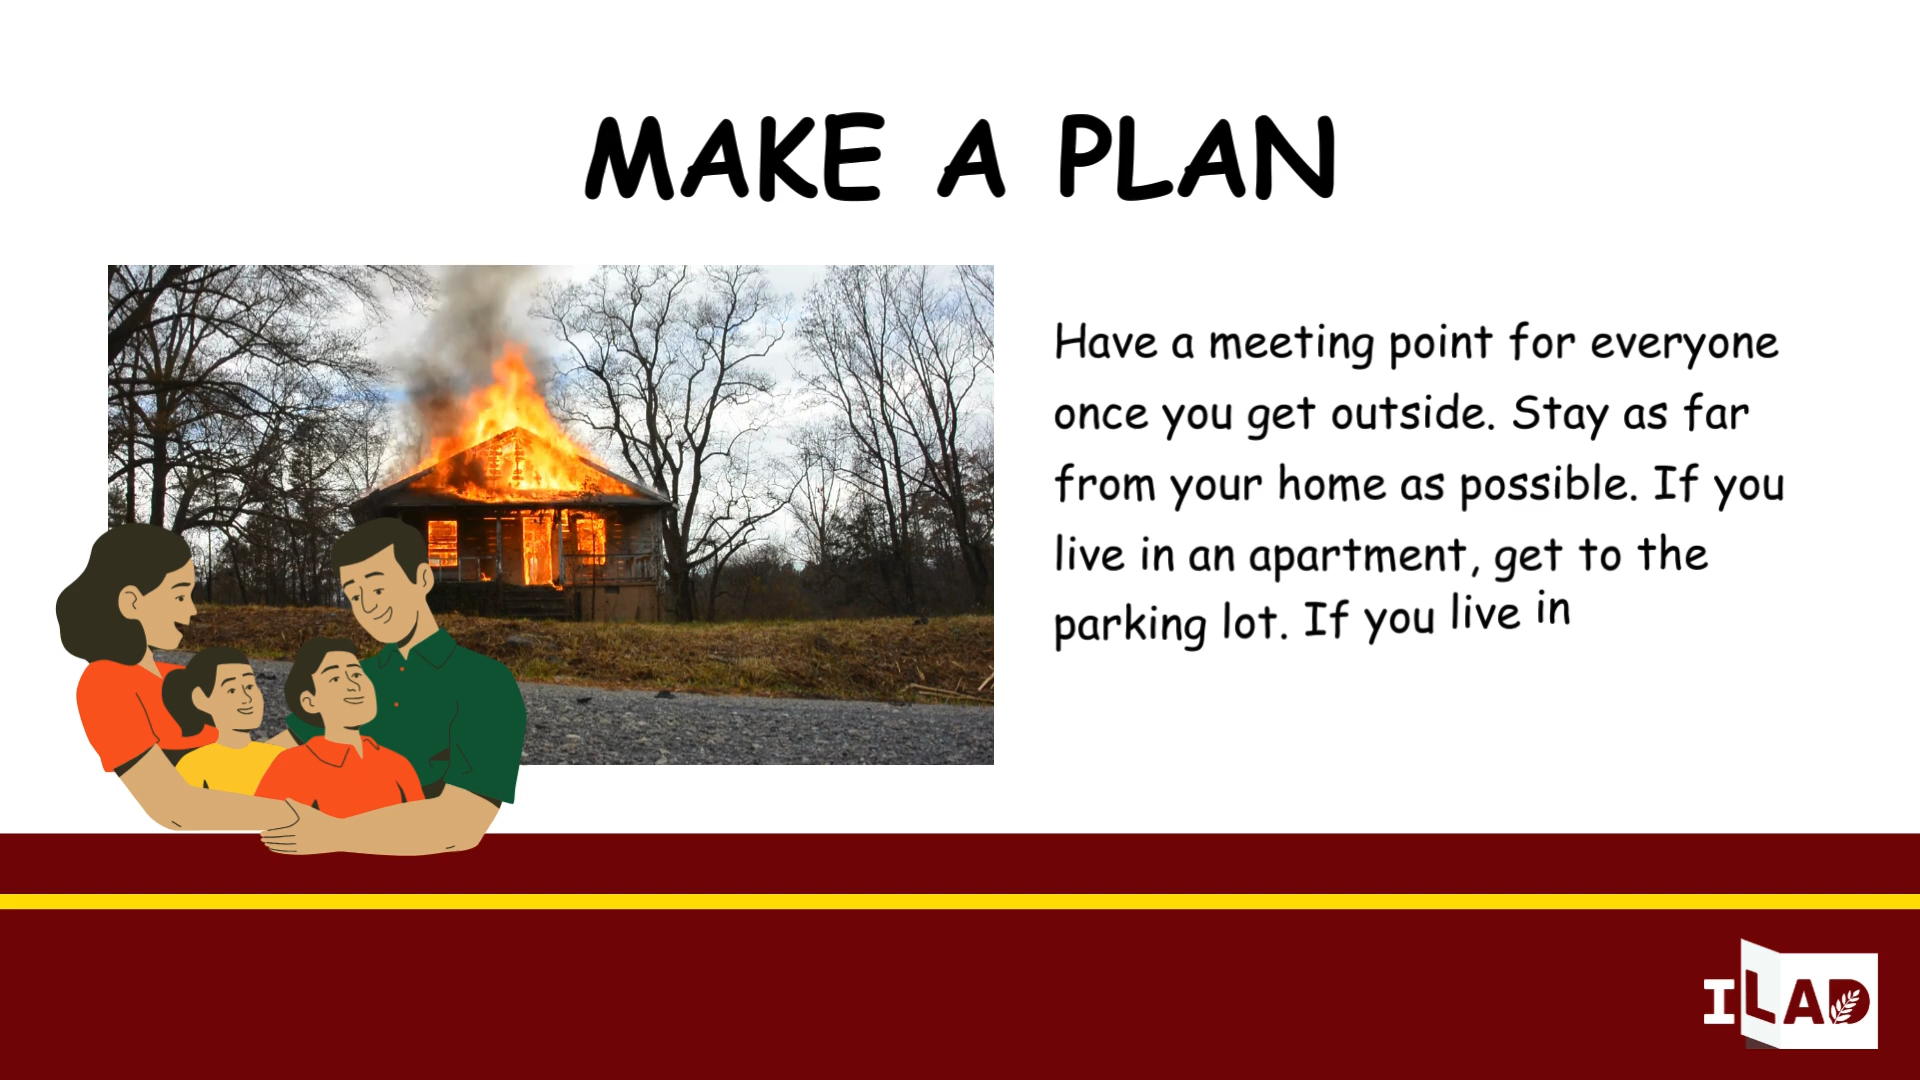 MAKE A PLAN
Have a meeting point for everyone
once you get outside. Stay as far
from your home as possible. If you
live in an apartment, get to the
parking lot. If you live in
ILAD